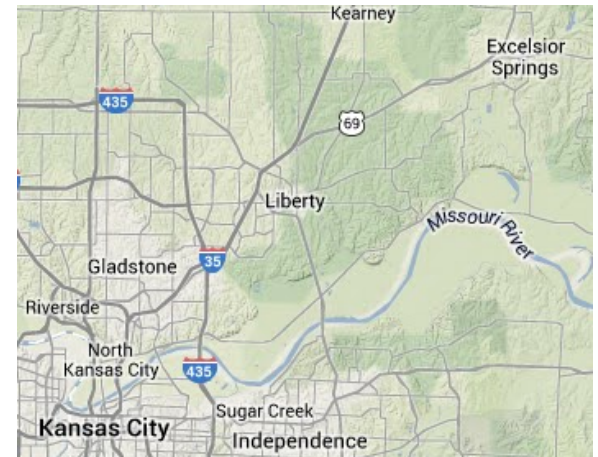 Kearney
Excelsior
Springs
435
69
Liberty
Missouri River
35
Gladstone
Riverside
North
Kansas City
435
Sugar Creek
Kansas City
Independence